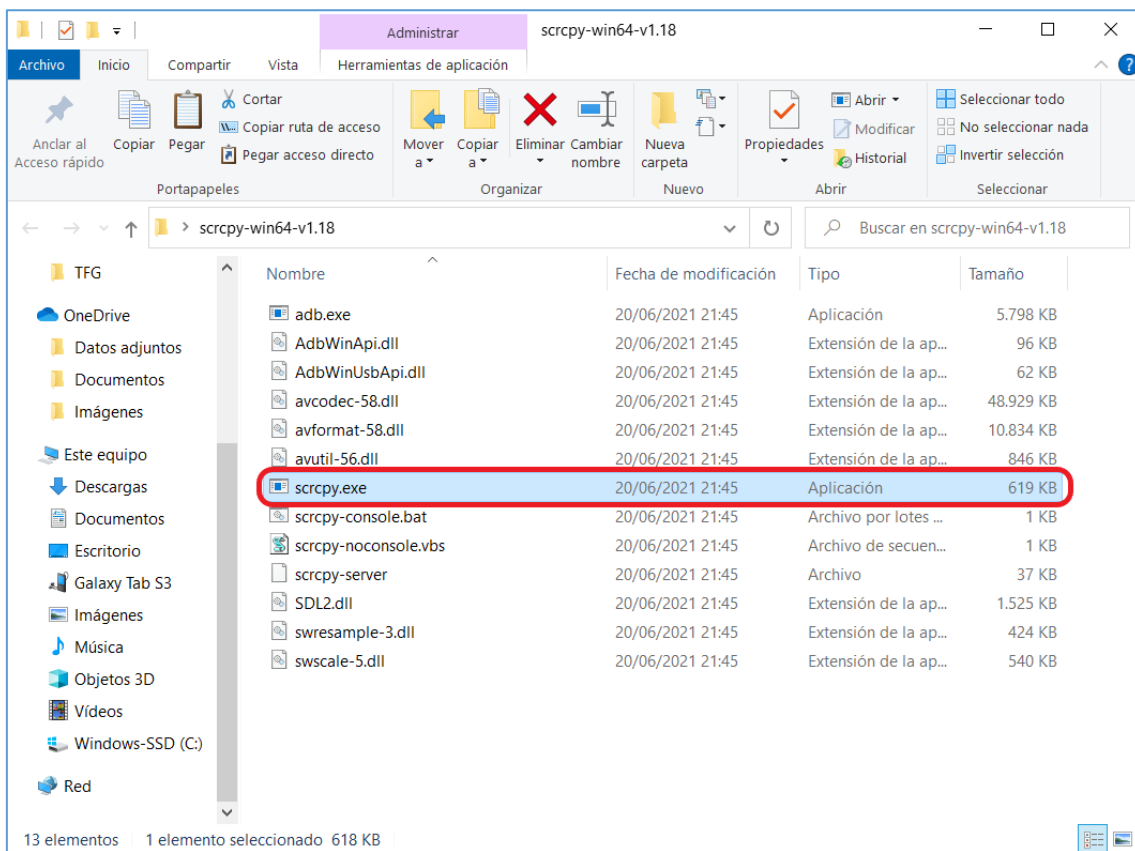 Administrar
scrcpy-win64-v1.18
Archivo Inicio Compartir Vista Herramientas de aplicación
Anclar al
Acceso rápido
Copiar
Pegar
Cortar
Copiar ruta de acceso
Pegar acceso directo
Mover
a
Copiar
a
Eliminar
Cambiar
nombre
Nueva
carpeta
Propiedades
Abrir
Modificar
Historial
Seleccionar todo
No seleccionar nada
Invertir selección
Portapapeles Organizar Nuevo Abrir Seleccionar
scrcpy-win64-v1.18
Buscar en scrcpy-win64-v1.18
TFG
OneDrive
Datos adjuntos
Documentos
Imágenes
Este equipo
Descargas
Documentos
Escritorio
Galaxy Tab S3
Imágenes
Música
Objetos 3D
Vídeos
Windows-SSD (C:)
Red
Nombre Fecha de modificación Tipo Tamaño
adb.exe 20/06/2021 21:45 Aplicación 5.798 KB
AdbWinApi.dll 20/06/2021 21:45 Extensión de la ap... 96 KB
AdbWinUsbApi.dll 20/06/2021 21:45 Extensión de la ap... 62 KB
avcodec-58.dll 20/06/2021 21:45 Extensión de la ap... 48.929 KB
avformat-58.dll 20/06/2021 21:45 Extensión de la ap... 10.834 KB
avutil-56.dll 20/06/2021 21:45 Extensión de la ap... 846 KB
scrcpy.exe 20/06/2021 21:45 Aplicación 619 KB
scrcpy-console.bat 20/06/2021 21:45 Archivo por lotes ... 1 KB
scrcpy-noconsole.vbs 20/06/2021 21:45 Archivo de secuen... 1 KB
scrcpy-server 20/06/2021 21:45 Archivo 37 KB
SDL2.dll 20/06/2021 21:45 Extensión de la ap... 1.525 KB
swresample-3.dll 20/06/2021 21:45 Extensión de la ap... 424 KB
swscale-5.dll 20/06/2021 21:45 Extensión de la ap... 540 KB
13 elementos 1 elemento seleccionado 618 KB